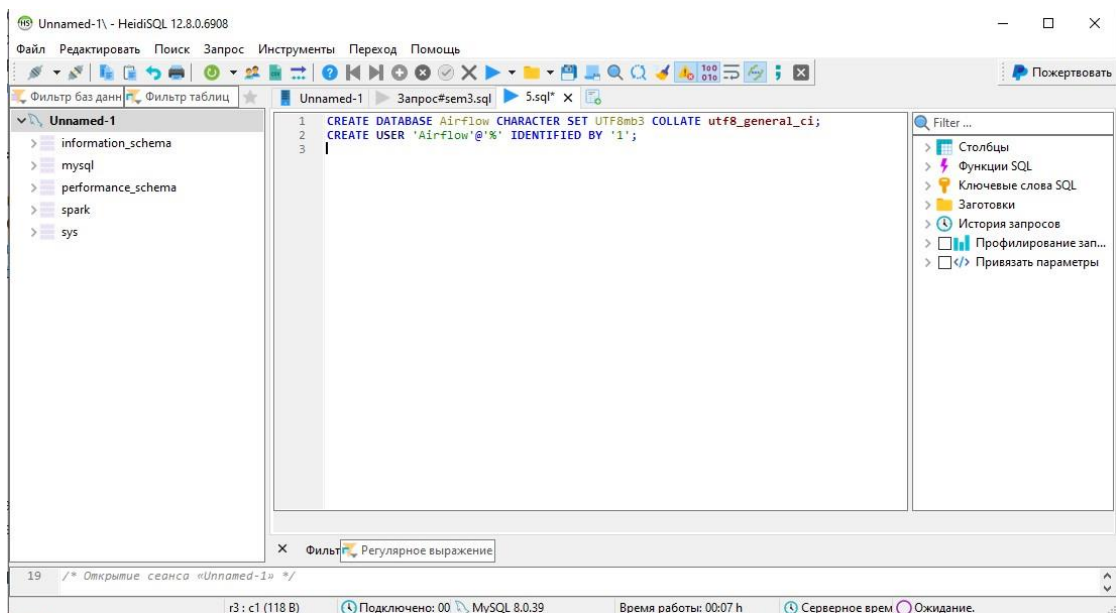 Unnamed-1\ - HeidiSQL 12.8.0.6908
Файл Редактировать Поиск Запрос Инструменты Переход Помощь
Пожертвовать
Фильтр баз данн Фильтр таблиц
Unnamed-1 Запрос#sem3.sql 5.sql*
Unnamed-1
information_schema
mysql
performance_schema
spark
sys
1 CREATE DATABASE Airflow CHARACTER SET UTF8mb3 COLLATE utf8_general_ci;
2 CREATE USER 'Airflow'@'%' IDENTIFIED BY '1';
3
Filter ...
Столбцы
Функции SQL
Ключевые слова SQL
Заготовки
История запросов
Профилирование зап...
Привязать параметры
Фильт Регулярное выражение
19 /* Открытие сеанса «Unnamed-1» */
r3 : c1 (118 B) Подключено: 00 MySQL 8.0.39 Время работы: 00:07 h Серверное врем Ожидание.